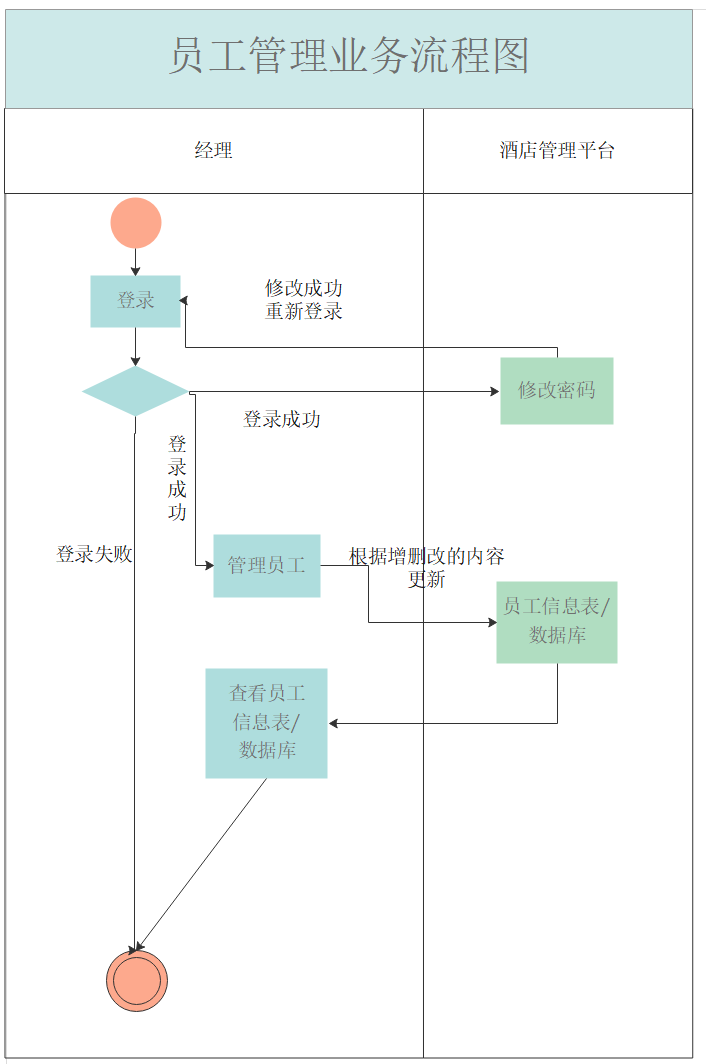 员工管理业务流程图
经理
酒店管理平台
登录
修改成功
重新登录
修改密码
登录成功
登
录
成
功
登录失败
管理员工
根据增删改的内容
更新
员工信息表/
数据库
查看员工
信息表/
数据库